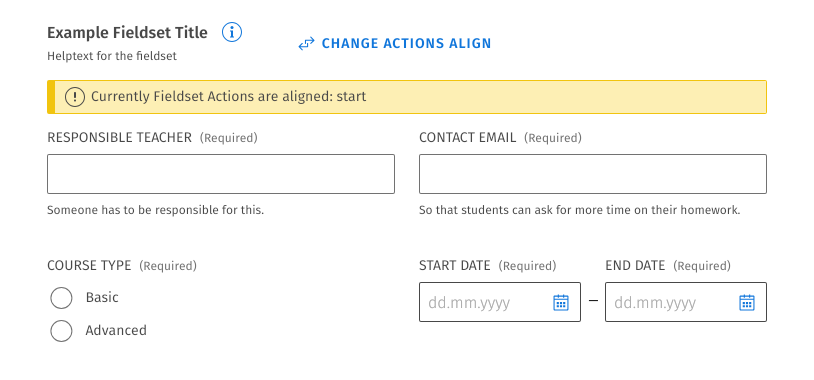 Example Fieldset Title
CHANGE ACTIONS ALIGN
Helptext for the fieldset
Currently Fieldset Actions are aligned: start
RESPONSIBLE TEACHER (Required)
CONTACT EMAIL (Required)
Someone has to be responsible for this.
So that students can ask for more time on their homework.
COURSE TYPE (Required)
START DATE (Required)
END DATE (Required)
Basic
dd.mm.yyyy
–
dd.mm.yyyy
Advanced